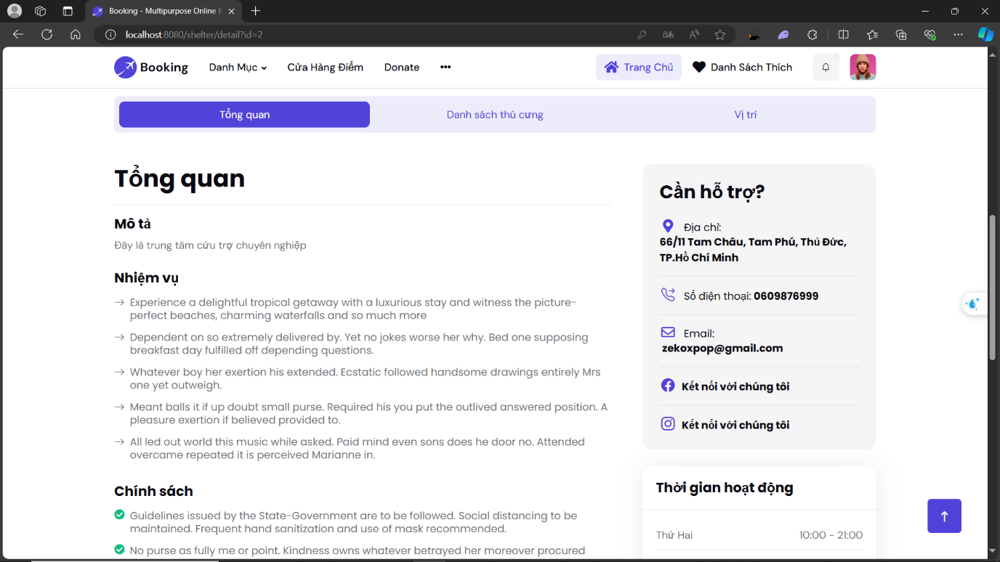 Booking - Multipurpose Online B
localhost:8080/shelter/detail?id=2
Booking
Danh Mục
Cửa Hàng Điểm
Donate
Trang Chủ
Danh Sách Thích
Tổng quan
Danh sách thú cưng
Vị trí
Tổng quan
Mô tả
Đây là trung tâm cứu trợ chuyên nghiệp
Nhiệm vụ
Experience a delightful tropical getaway with a luxurious stay and witness the picture-
perfect beaches, charming waterfalls and so much more
Dependent on so extremely delivered by. Yet no jokes worse her why. Bed one supposing
breakfast day fulfilled off depending questions.
Whatever boy her exertion his extended. Ecstatic followed handsome drawings entirely Mrs
one yet outweigh.
Meant balls it if up doubt small purse. Required his you put the outlived answered position. A
pleasure exertion if believed provided to.
All led out world this music while asked. Paid mind even sons does he door no. Attended
overcame repeated it is perceived Marianne in.
Chính sách
Guidelines issued by the State-Government are to be followed. Social distancing to be
maintained. Frequent hand sanitization and use of mask recommended.
No purse as fully me or point. Kindness owns whatever betrayed her moreover procured
Cần hỗ trợ?
Địa chỉ:
66/11 Tam Châu, Tam Phú, Thủ Đức,
TP.Hồ Chí Minh
Số điện thoại: 0609876999
Email:
zekoxpop@gmail.com
Kết nối với chúng tôi
Kết nối với chúng tôi
Thời gian hoạt động
Thứ Hai
10:00 - 21:00